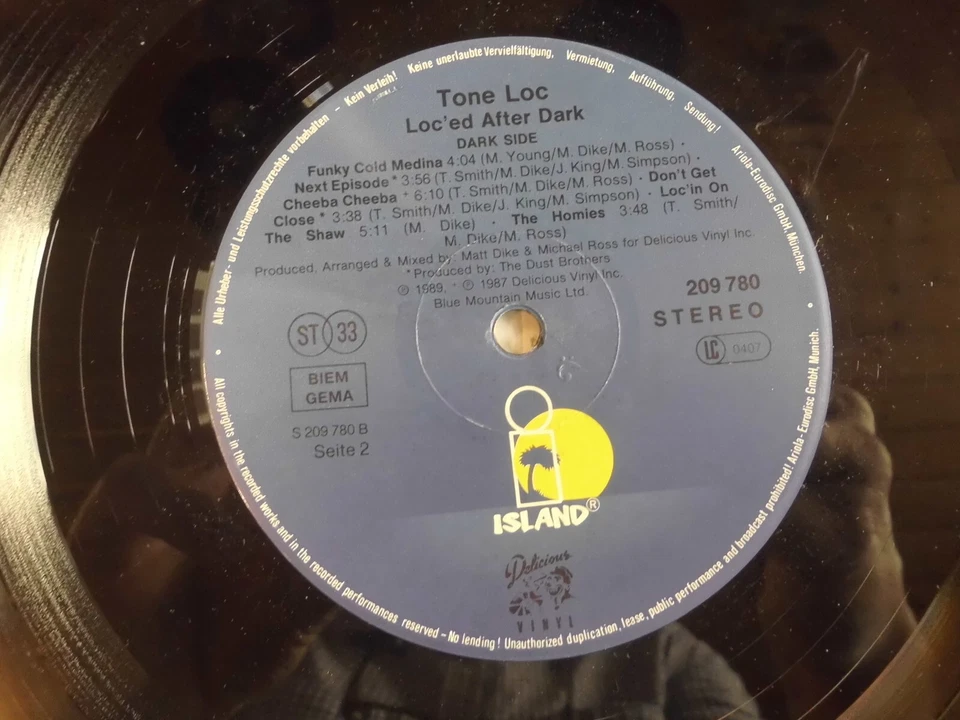 Alle Urheber- und Leistungsschutzrechte vorbehalten – Kein Verleih! Keine unerlaubte Vervielfältigung, Vermietung, Aufführung, Sendung!
Ariola-Eurodisc GmbH, München.
Tone Loc
Loc'ed After Dark
DARK SIDE
Funky Cold Medina 4:04 (M. Young/M. Dike/M. Ross) ·
Next Episode* 3:56 (T. Smith/M. Dike/J. King/M. Simpson) ·
Cheeba Cheeba + 6:10 (T. Smith/M. Dike/M. Ross) · Don't Get
Close * 3:38 (T. Smith/M. Dike/J. King/M. Simpson) · Loc'in On
The Shaw 5:11 (M. Dike) · The Homies 3:48 (T. Smith/
M. Dike/M. Ross)
Produced, Arranged & Mixed by: Matt Dike & Michael Ross for Delicious Vinyl Inc.
*Produced by: The Dust Brothers
℗ 1989, + ℗ 1987 Delicious Vinyl Inc.
Blue Mountain Music Ltd.
209 780
STEREO
LC 0407
ST 33
BIEM
GEMA
S 209 780 B
Seite 2
ISLAND®
Delicious
VINYL
All copyrights in the recorded works and in the recorded performances reserved – No lending! Unauthorized duplication, lease, public performance and broadcast prohibited! Ariola-Eurodisc GmbH, Munich.